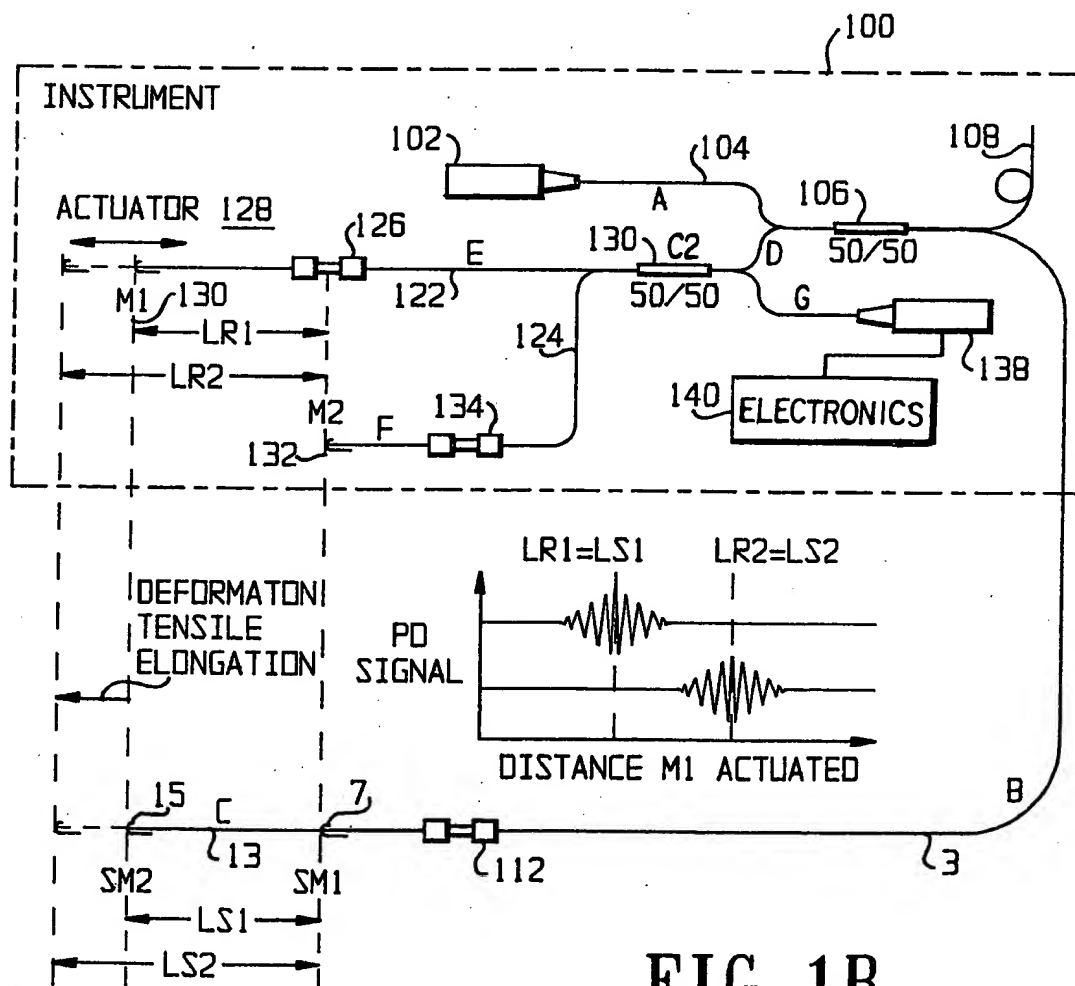 100
INSTRUMENT
102
104
108
A
106
ACTUATOR 128
126
E
130
C2
D
50/50
50/50
M1
130
122
G
LR1
124
138
LR2
M2
134
140
ELECTRONICS
F
132
LR1=LS1
LR2=LS2
DEFORMATON
TENSILE
ELONGATION
PD
SIGNAL
DISTANCE M1 ACTUATED
B
15
C
7
13
112
3
SM2
SM1
LS1
LS2
FIG. 1B